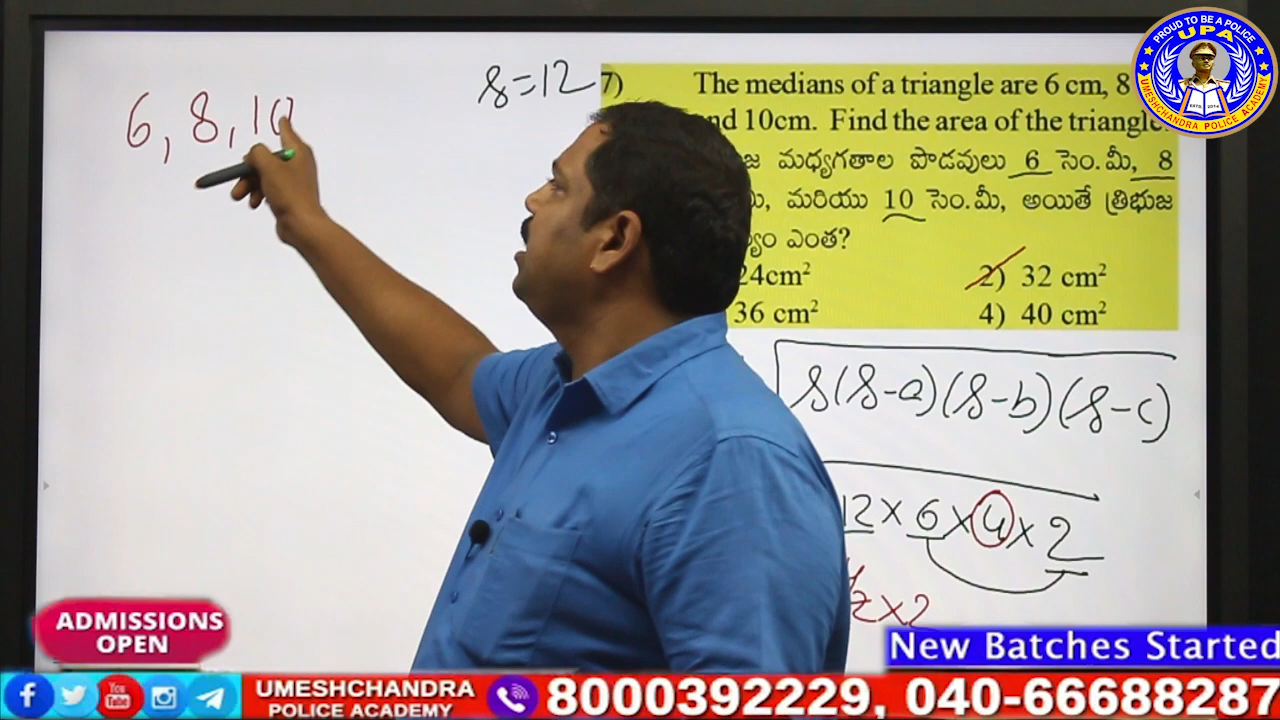 6, 8, 10
s=12
7) The medians of a triangle are 6 cm, 8
nd 10cm. Find the area of the triangle.
జ మధ్యగతాల పొడవులు 6 సెం.మీ, 8
మరియు 10 సెం.మీ, అయితే త్రిభుజ
ఎంత?
24cm²
2) 32 cm²
36 cm²
4) 40 cm²
s(s-a)(s-b)(s-c)
12×6×4×2
×2
PROUD TO BE A POLICE
UPA
ESTD. 2014
UMESHCHANDRA POLICE ACADEMY
ADMISSIONS
OPEN
New Batches Started
UMESHCHANDRA
POLICE ACADEMY
8000392229, 040-66688287